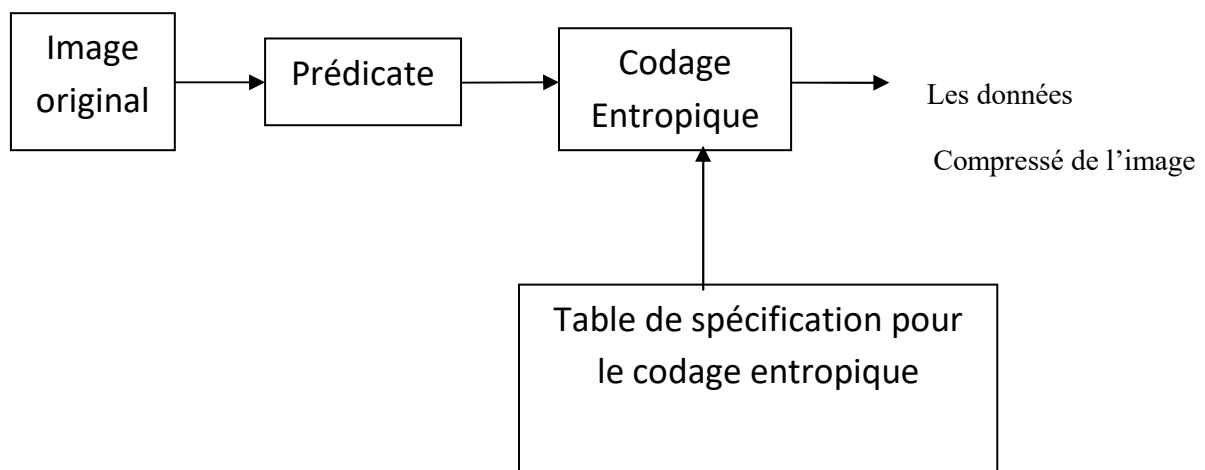 Image
original
Prédicate
Codage
Entropique
Les données
Compressé de l’image
Table de spécification pour
le codage entropique